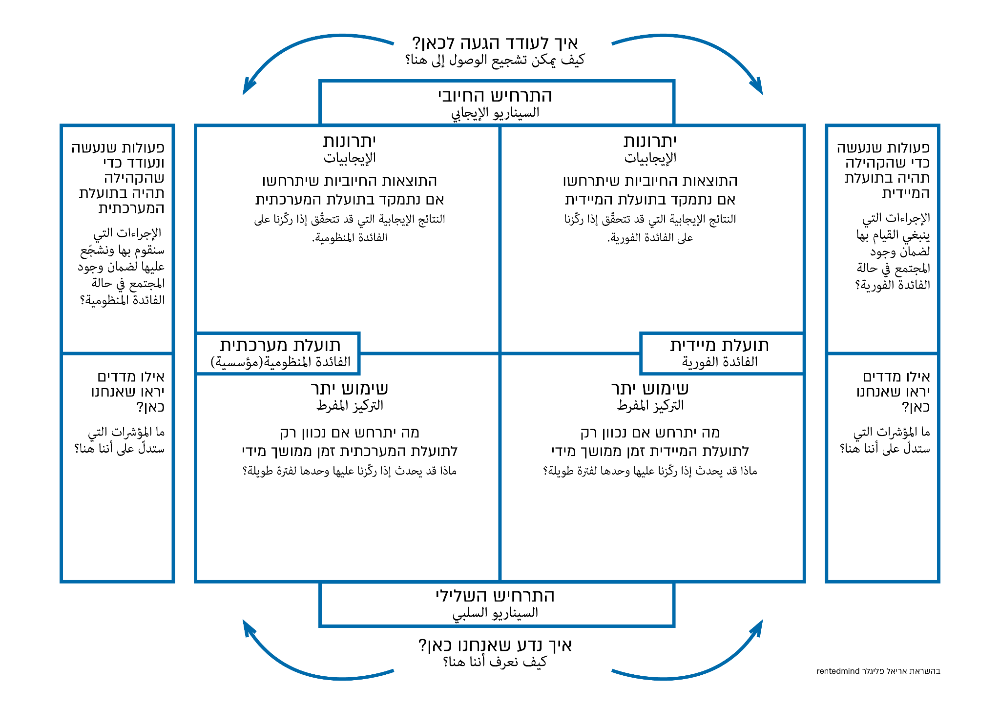 איך לעודד הגעה לכאן?
كيف يمكن تشجيع الوصول إلى هنا؟
התרחיש החיובי
السيناريو الإيجابي
פעולות שנעשה
כדי שהקהילה
תהיה בתועלת
המיידית
الإجراءات التي
ينبغي القيام بها
لضمان وجود
المجتمع في حالة
الفائدة الفورية؟
יתרונות
الإيجابيات
התוצאות החיוביות שיתרחשו
אם נתמקד בתועלת המיידית
النتائج الإيجابية التي قد تتحقّق إذا ركّزنا
على الفائدة الفورية.
יתרונות
الإيجابيات
התוצאות החיוביות שיתרחשו
אם נתמקד בתועלת המערכתית
النتائج الإيجابية التي قد تتحقّق إذا ركّزنا على
الفائدة المنظومية.
פעולות שנעשה
ונעודד כדי
שהקהילה
תהיה בתועלת
המערכתית
الإجراءات التي
سنقوم بها ونشجّع
عليها لضمان وجود
المجتمع في حالة
الفائدة المنظومية؟
תועלת מיידית
الفائدة الفورية
תועלת מערכתית
الفائدة المنظومية(مؤسسية)
אילו מדדים
יראו שאנחנו
כאן?
ما المؤشرات التي
ستدلّ على أننا هنا؟
שימוש יתר
التركيز المفرط
מה יתרחש אם נכוון רק
לתועלת המיידית זמן ממושך מידי
ماذا قد يحدث إذا ركّزنا عليها وحدها لفترة طويلة؟
שימוש יתר
التركيز المفرط
מה יתרחש אם נכוון רק
לתועלת המערכתית זמן ממושך מידי
ماذا قد يحدث إذا ركّزنا عليها وحدها لفترة طويلة؟
אילו מדדים
יראו שאנחנו
כאן?
ما المؤشرات التي
ستدلّ على أننا هنا؟
התרחיש השלילי
السيناريو السلبي
איך נדע שאנחנו כאן?
كيف نعرف أننا هنا؟
בהשראת אריאל פליגלר rentedmind